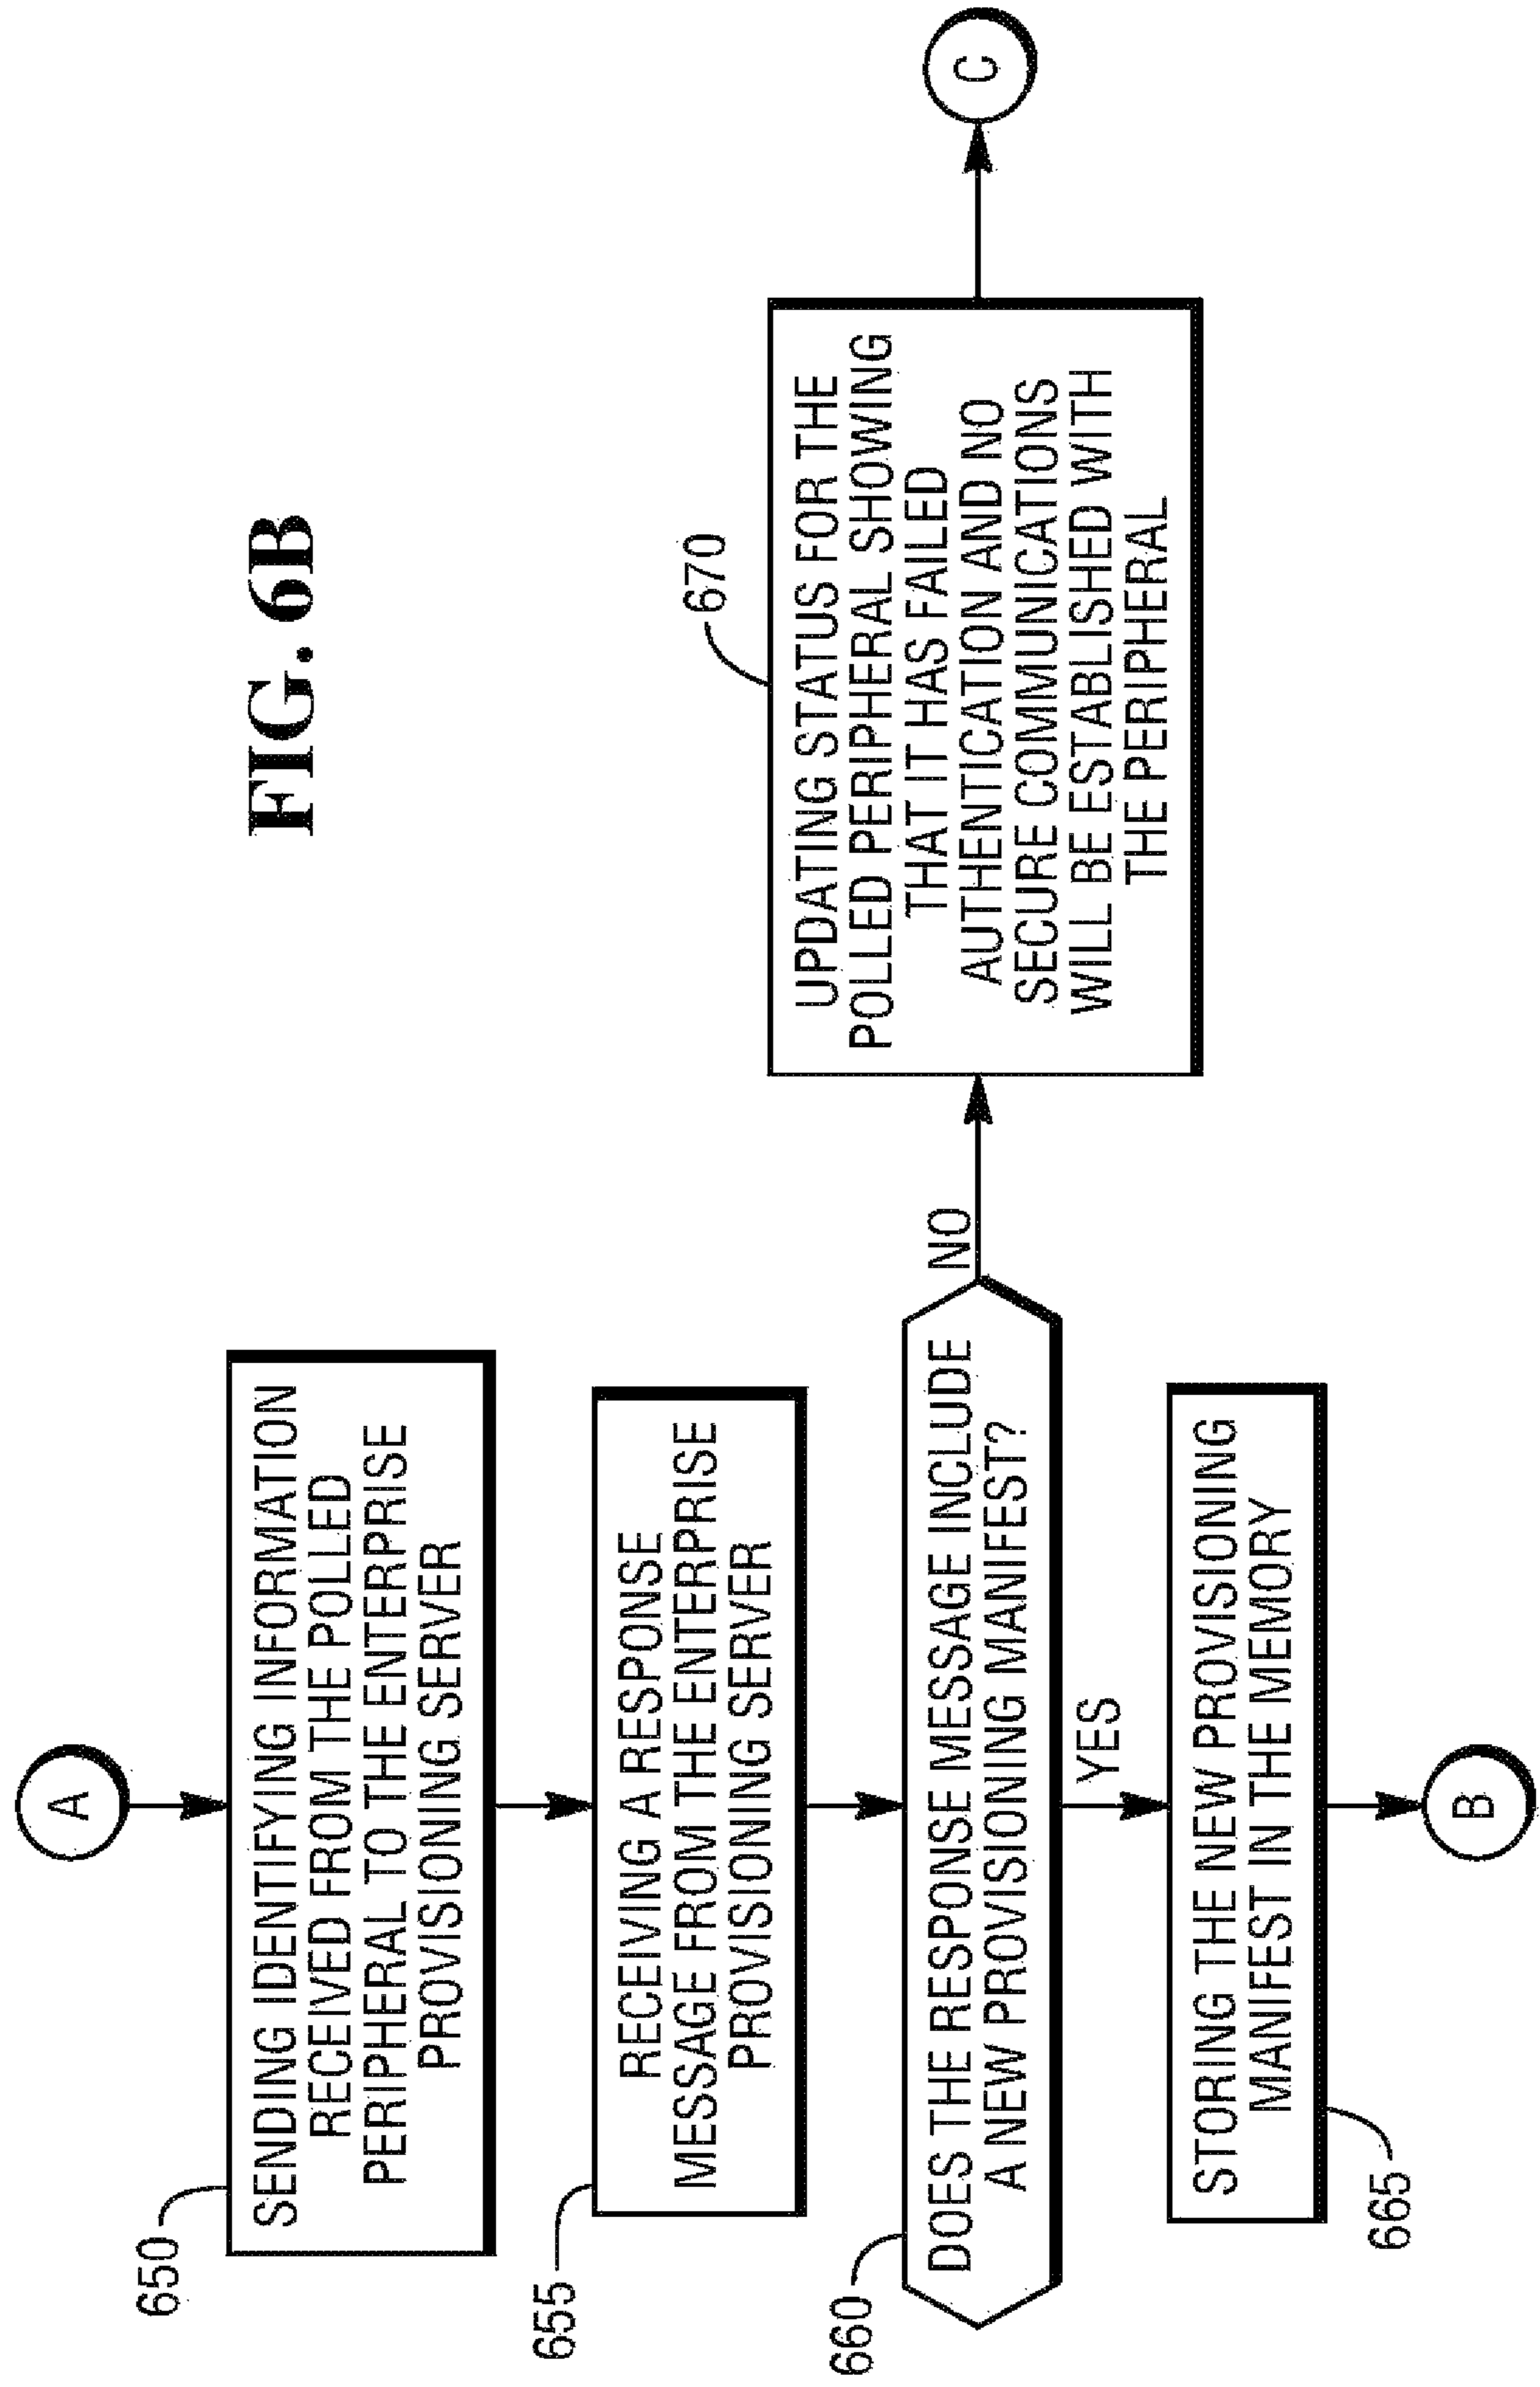 FIG. 6B
A
650
SENDING IDENTIFYING INFORMATION
RECEIVED FROM THE POLLED
PERIPHERAL TO THE ENTERPRISE
PROVISIONING SERVER
655
RECEIVING A RESPONSE
MESSAGE FROM THE ENTERPRISE
PROVISIONING SERVER
660
DOES THE RESPONSE MESSAGE INCLUDE
A NEW PROVISIONING MANIFEST?
NO
YES
670
UPDATING STATUS FOR THE
POLLED PERIPHERAL SHOWING
THAT IT HAS FAILED
AUTHENTICATION AND NO
SECURE COMMUNICATIONS
WILL BE ESTABLISHED WITH
THE PERIPHERAL
C
665
STORING THE NEW PROVISIONING
MANIFEST IN THE MEMORY
B